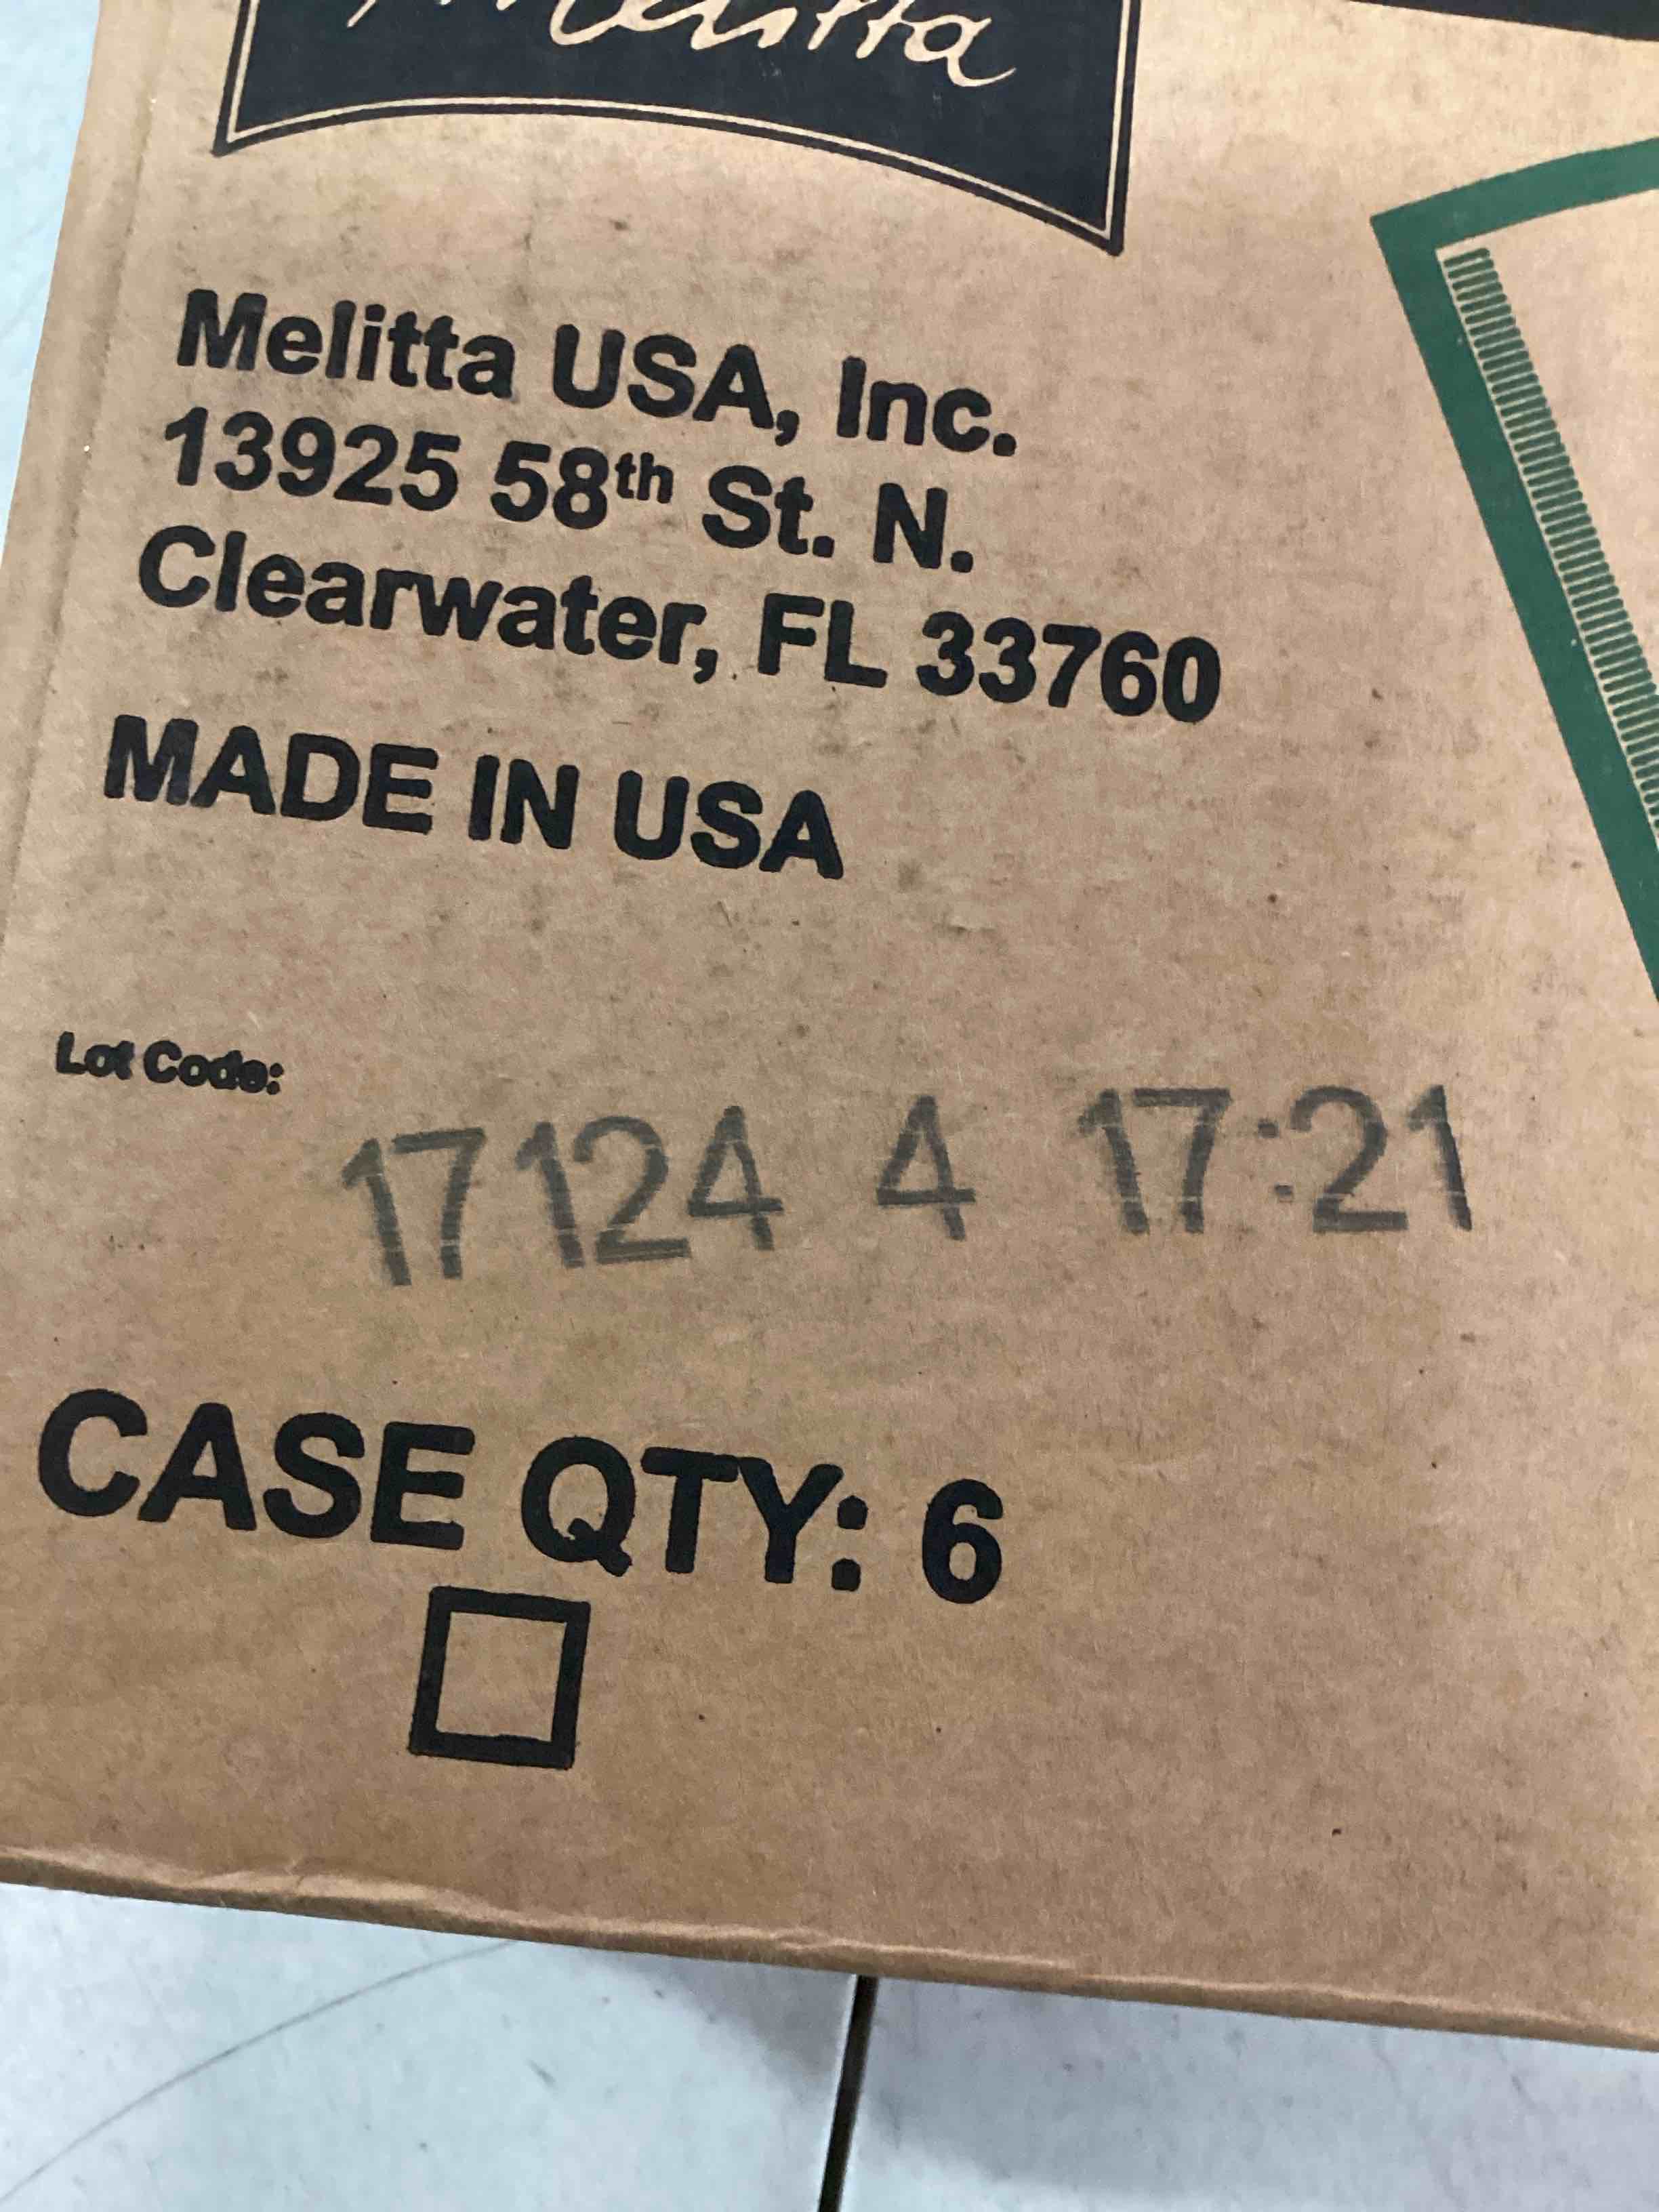 Melitta
Melitta USA, Inc.
13925 58th St. N.
Clearwater, FL 33760
MADE IN USA
Lot Code:
17124 4 17:21
CASE QTY: 6